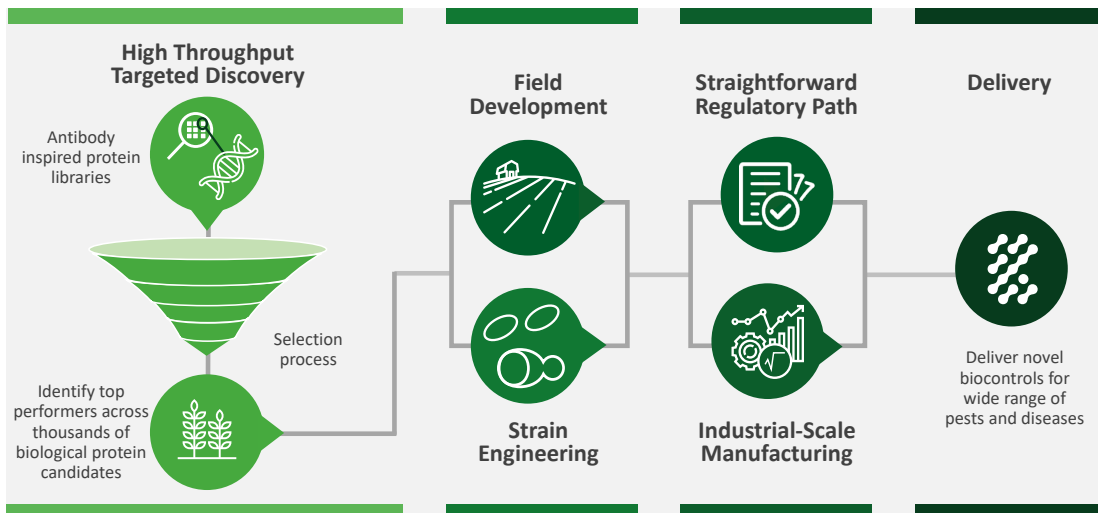 High Throughput
Targeted Discovery
Antibody
inspired protein
libraries
Selection
process
Identify top
performers across
thousands of
biological protein
candidates
Field
Development
Strain
Engineering
Straightforward
Regulatory Path
Industrial-Scale
Manufacturing
Delivery
Deliver novel
biocontrols for
wide range of
pests and diseases